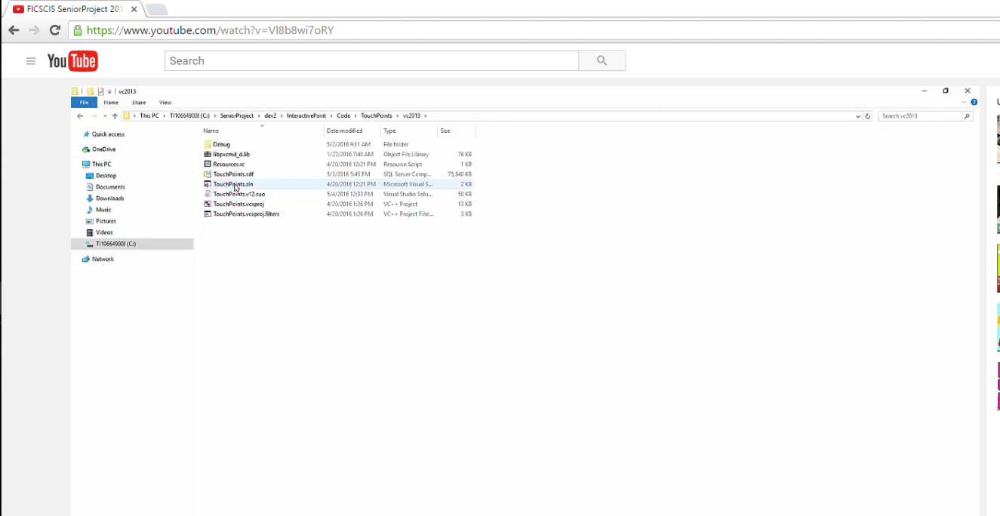 FICSCIS SeniorProject 201
https://www.youtube.com/watch?v=Vl8b8wi7oRY
YouTube
Search
vc2013
File Home Share View
This PC TI10664900J (C:) SeniorProject dev2 InteractivePaint Code TouchPoints vc2013
Search vc2013
Name Date modified Type Size
Quick access
OneDrive
This PC
Desktop
Documents
Downloads
Music
Pictures
Videos
TI10664900J (C:)
Network
Debug 5/2/2016 9:11 AM File folder
libpxcmd_d.lib 1/27/2016 7:40 AM Object File Library 76 KB
Resources.rc 4/20/2016 12:21 PM Resource Script 1 KB
TouchPoints.sdf 5/3/2016 5:45 PM SQL Server Comp... 75,840 KB
TouchPoints.sln 4/20/2016 12:21 PM Microsoft Visual S... 2 KB
TouchPoints.v12.suo 5/4/2016 12:33 PM Visual Studio Solu... 50 KB
TouchPoints.vcxproj 4/20/2016 1:26 PM VC++ Project 13 KB
TouchPoints.vcxproj.filters 4/20/2016 1:26 PM VC++ Project Filte... 3 KB